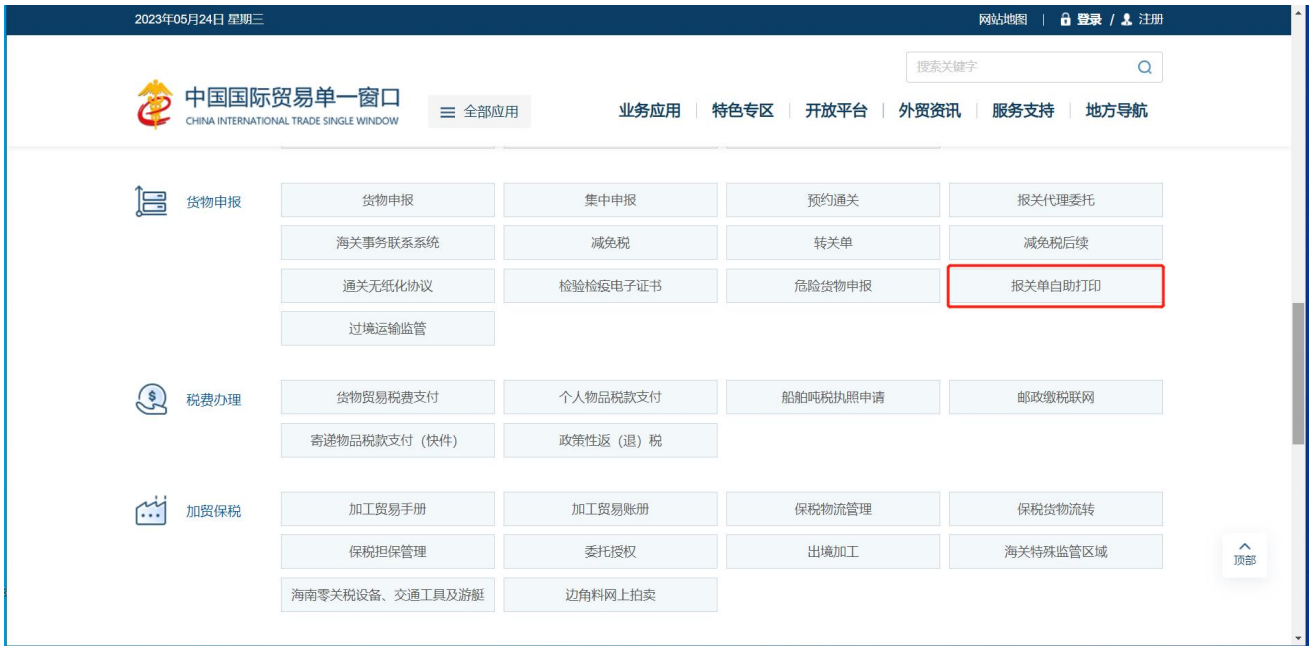 2023年05月24日 星期三
网站地图 | 登录 / 注册
搜索关键字
中国国际贸易单一窗口
CHINA INTERNATIONAL TRADE SINGLE WINDOW
全部应用
业务应用 | 特色专区 | 开放平台 | 外贸资讯 | 服务支持 | 地方导航
货物申报
货物申报 集中申报 预约通关 报关代理委托
海关事务联系系统 减免税 转关单 减免税后续
通关无纸化协议 检验检疫电子证书 危险货物申报 报关单自助打印
过境运输监管
税费办理
货物贸易税费支付 个人物品税款支付 船舶吨税执照申请 邮政缴税联网
寄递物品税款支付（快件） 政策性返（退）税
加贸保税
加工贸易手册 加工贸易账册 保税物流管理 保税货物流转
保税担保管理 委托授权 出境加工 海关特殊监管区域
海南零关税设备、交通工具及游艇 边角料网上拍卖
顶部